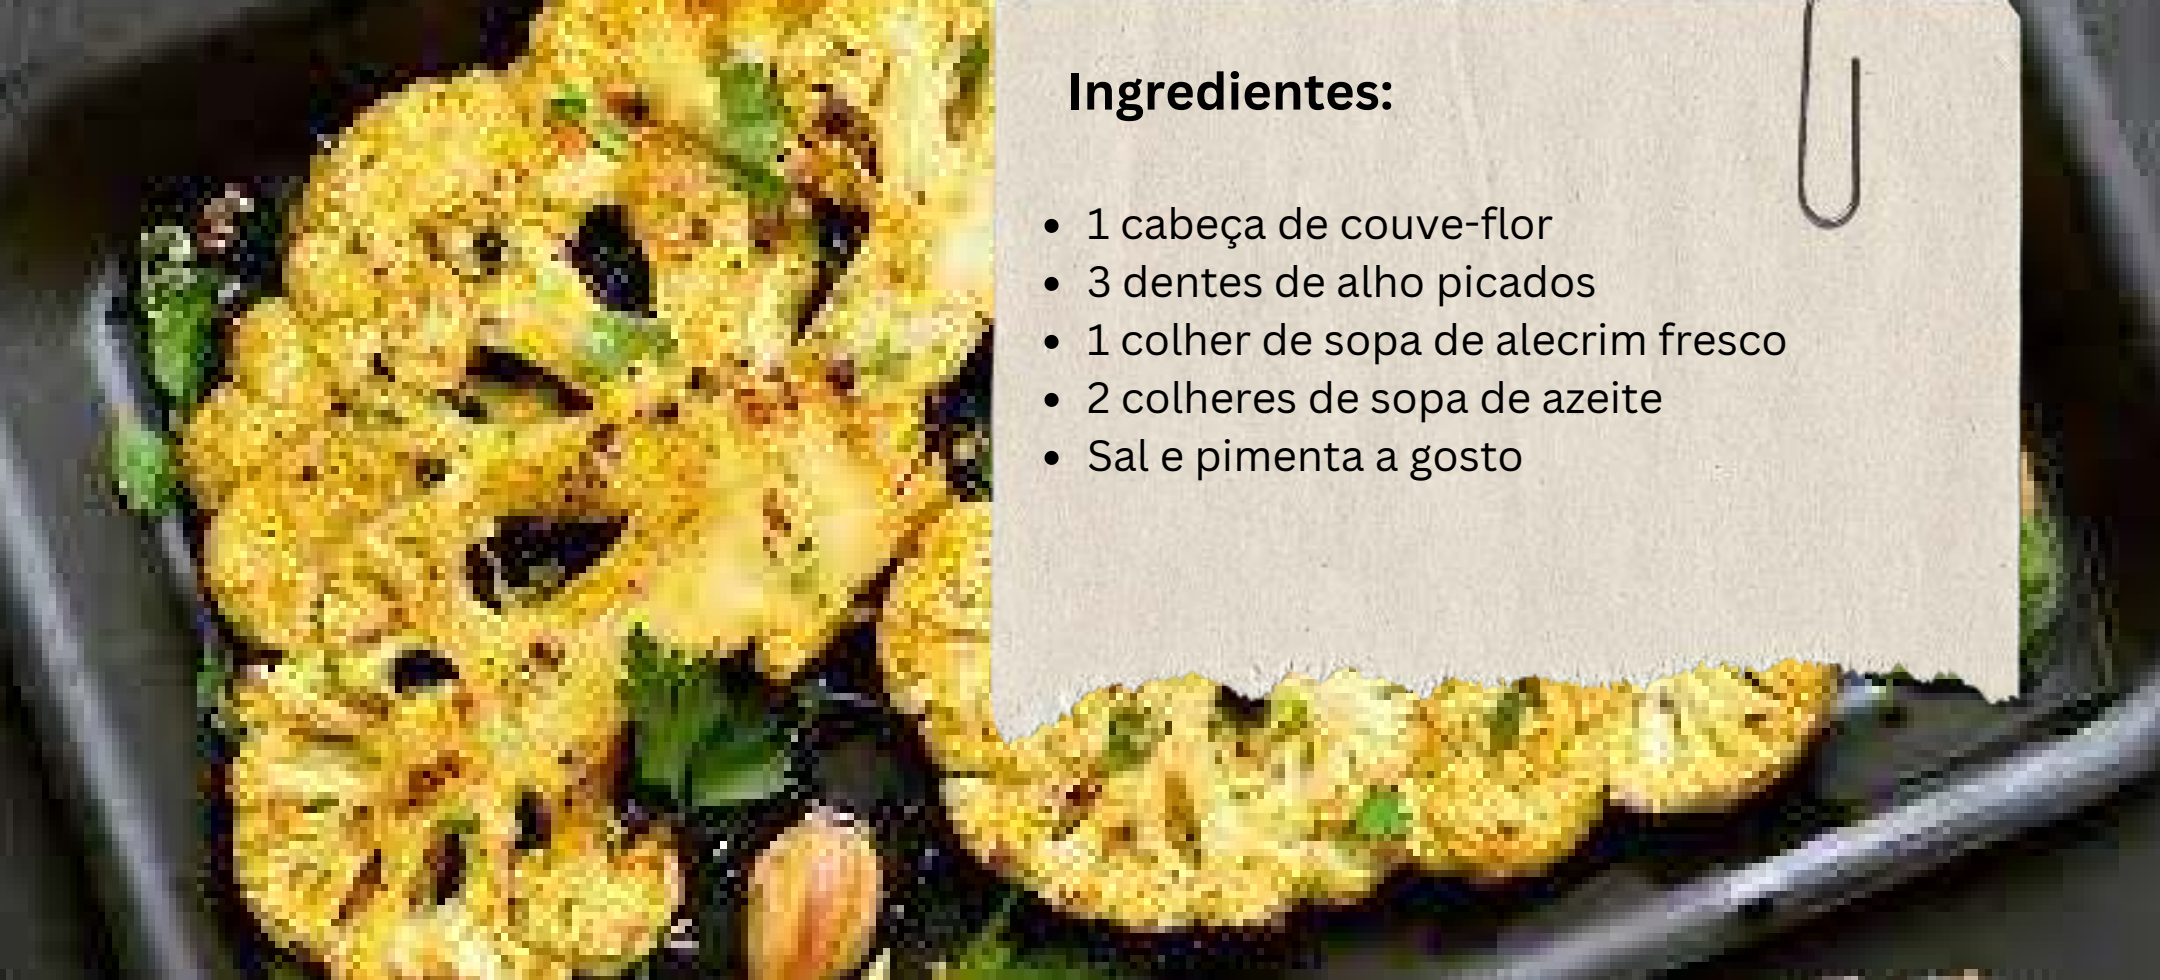 Ingredientes:
1 cabeça de couve-flor
3 dentes de alho picados
1 colher de sopa de alecrim fresco
2 colheres de sopa de azeite
Sal e pimenta a gosto